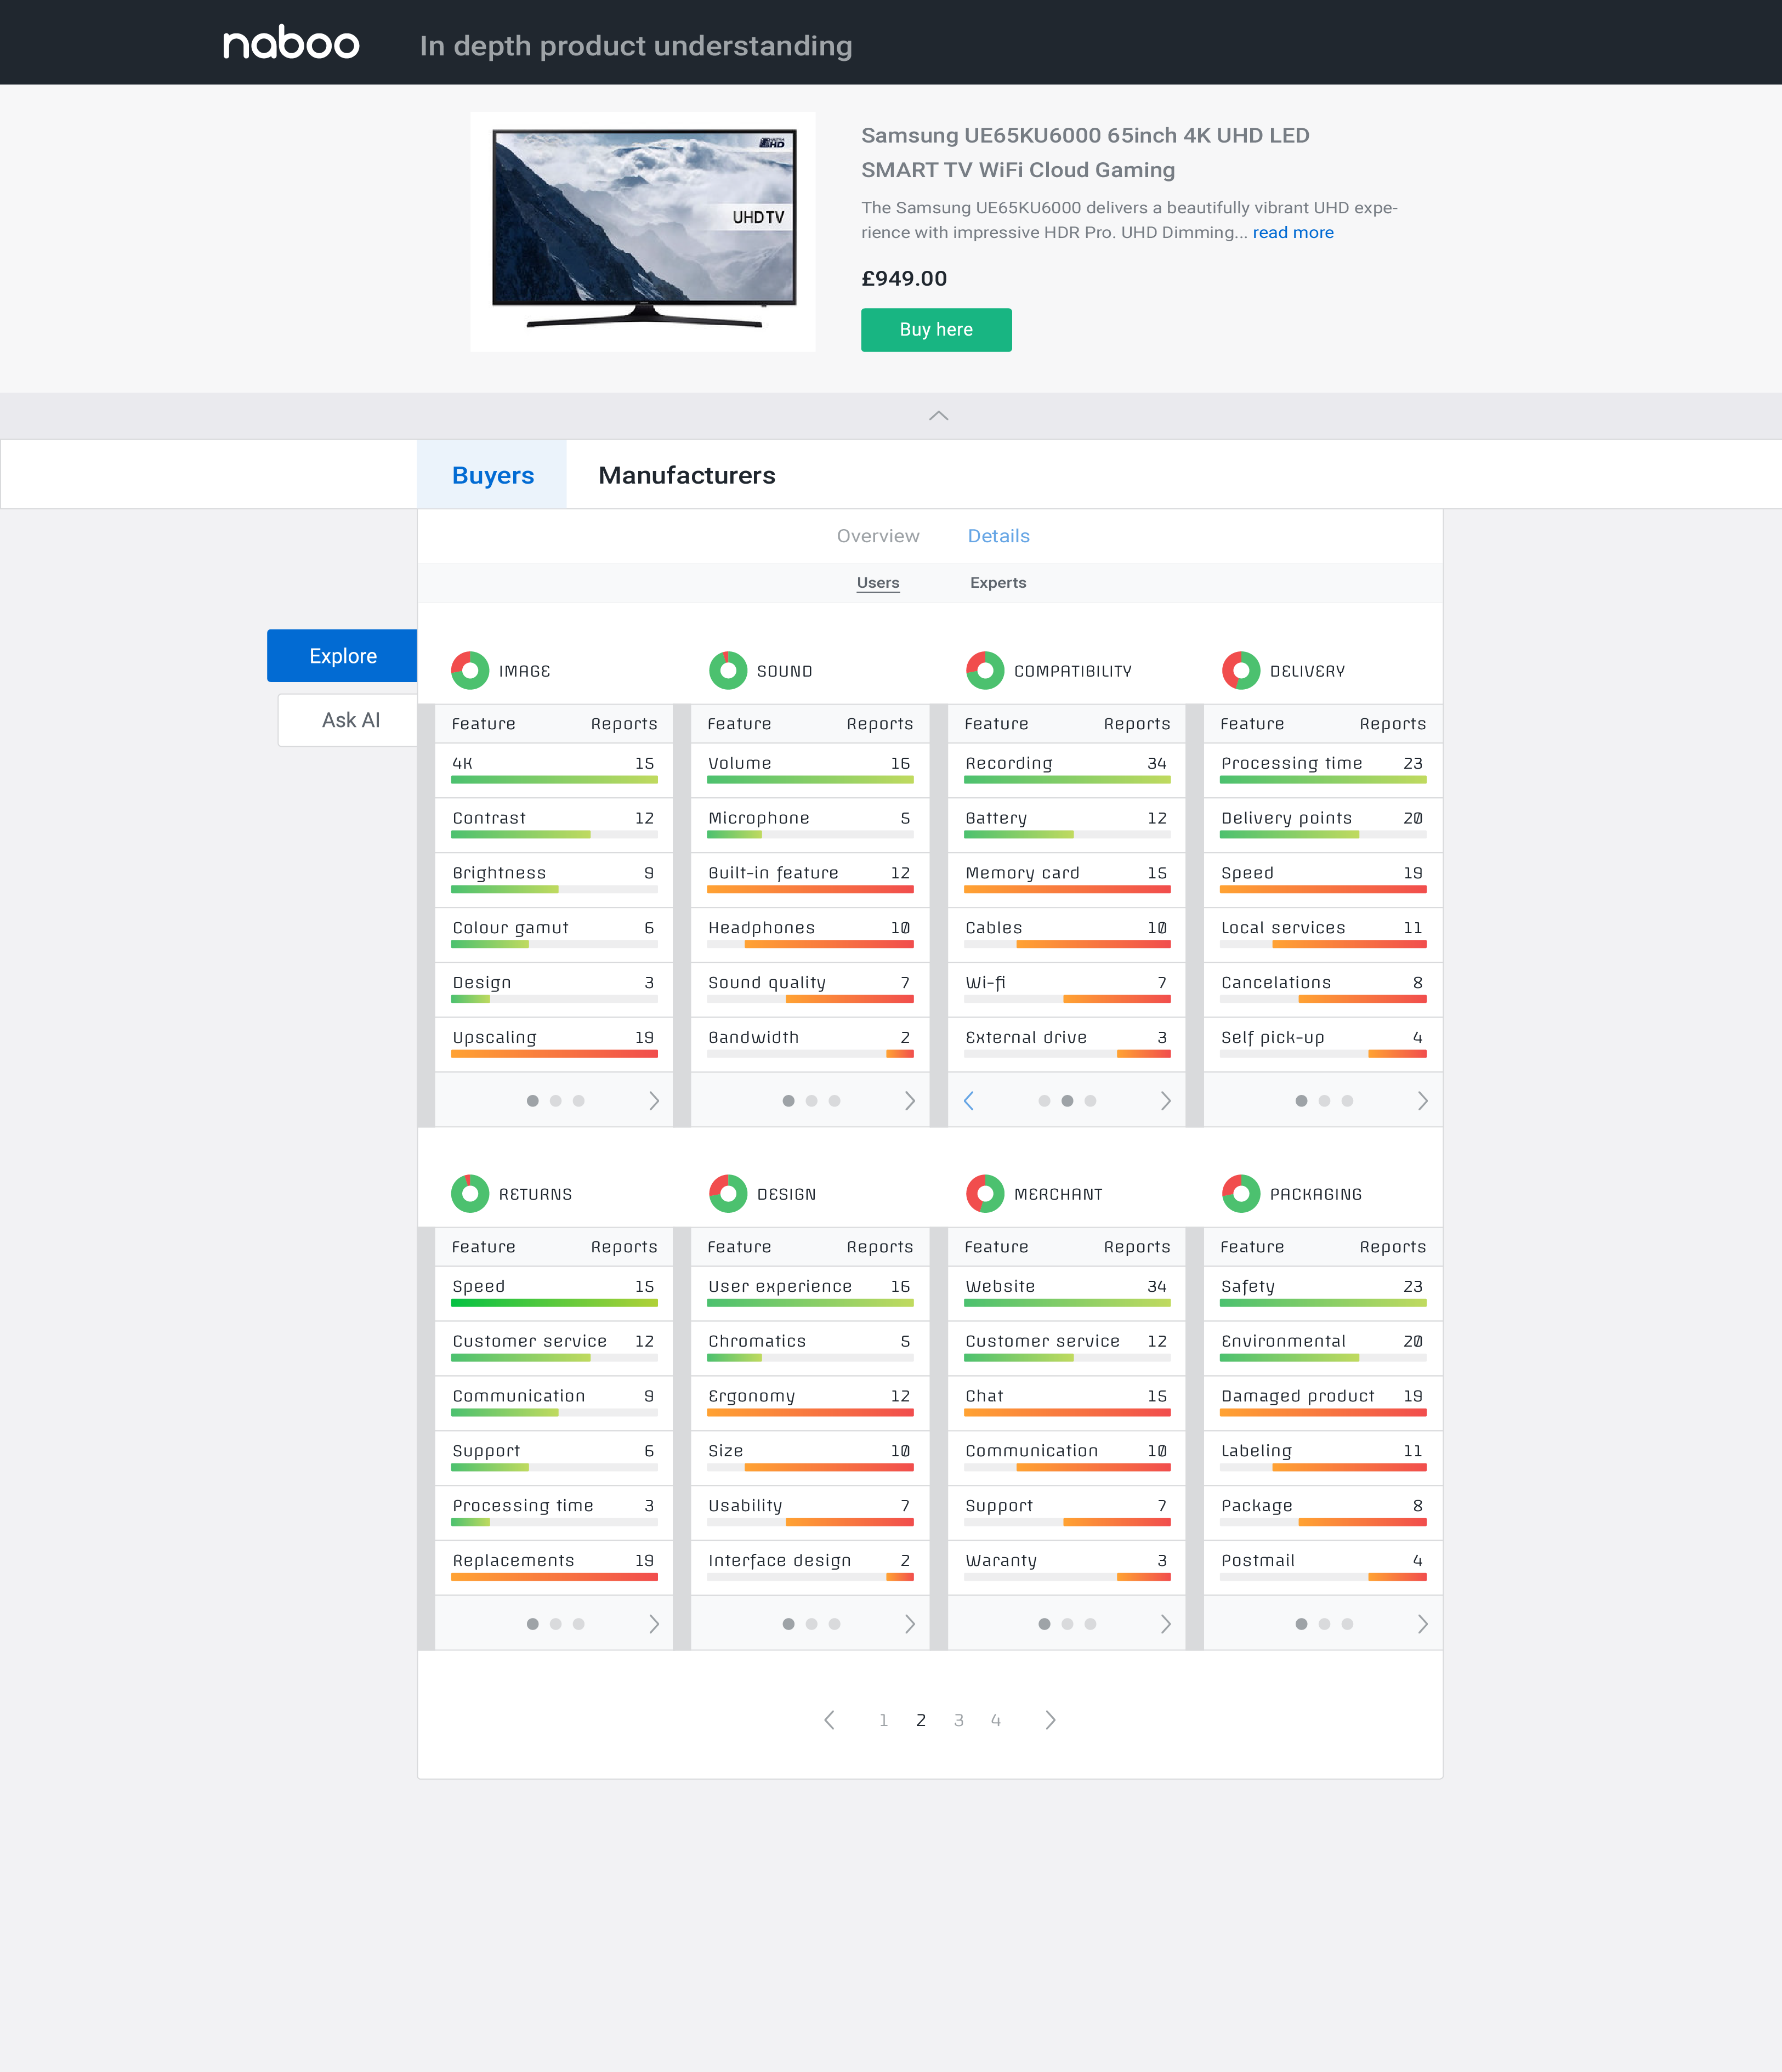 naboo
In depth product understanding
ULTRA HD
UHD TV
Samsung UE65KU6000 65inch 4K UHD LED
SMART TV WiFi Cloud Gaming
The Samsung UE65KU6000 delivers a beautifully vibrant UHD expe-
rience with impressive HDR Pro. UHD Dimming... read more
£949.00
Buy here
Buyers
Manufacturers
Overview
Details
Users
Experts
Explore
Ask AI
IMAGE
Feature Reports
4K 15
Contrast 12
Brightness 9
Colour gamut 6
Design 3
Upscaling 19
SOUND
Feature Reports
Volume 16
Microphone 5
Built-in feature 12
Headphones 10
Sound quality 7
Bandwidth 2
COMPATIBILITY
Feature Reports
Recording 34
Battery 12
Memory card 15
Cables 10
Wi-fi 7
External drive 3
DELIVERY
Feature Reports
Processing time 23
Delivery points 20
Speed 19
Local services 11
Cancelations 8
Self pick-up 4
RETURNS
Feature Reports
Speed 15
Customer service 12
Communication 9
Support 6
Processing time 3
Replacements 19
DESIGN
Feature Reports
User experience 16
Chromatics 5
Ergonomy 12
Size 10
Usability 7
Interface design 2
MERCHANT
Feature Reports
Website 34
Customer service 12
Chat 15
Communication 10
Support 7
Waranty 3
PACKAGING
Feature Reports
Safety 23
Environmental 20
Damaged product 19
Labeling 11
Package 8
Postmail 4
1 2 3 4